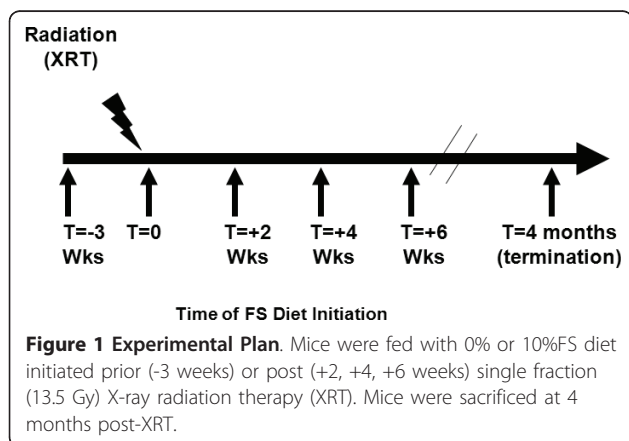 Radiation
(XRT)
T=-3 T=0 T=+2 T=+4 T=+6 T=4 months
Wks Wks Wks Wks (termination)
Time of FS Diet Initiation
Figure 1 Experimental Plan. Mice were fed with 0% or 10%FS diet
initiated prior (-3 weeks) or post (+2, +4, +6 weeks) single fraction
(13.5 Gy) X-ray radiation therapy (XRT). Mice were sacrificed at 4
months post-XRT.